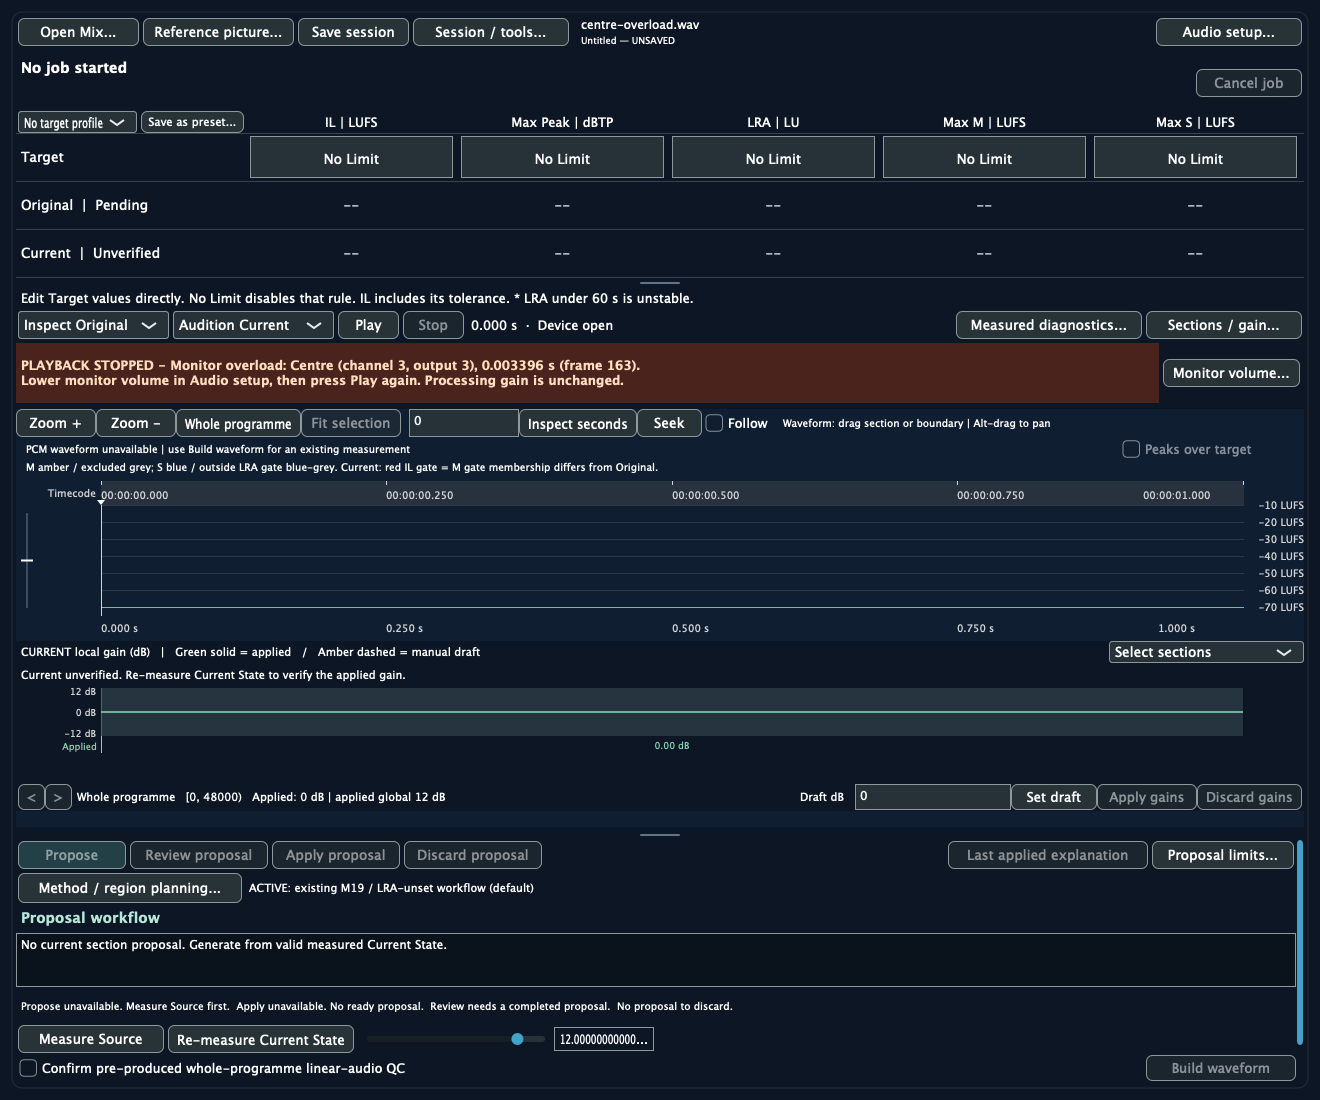 Open Mix...
Reference picture...
Save session
Session / tools...
centre-overload.wav
Untitled — UNSAVED
Audio setup...
No job started
Cancel job
No target profile
Save as preset...
IL | LUFS
Max Peak | dBTP
LRA | LU
Max M | LUFS
Max S | LUFS
Target
No Limit
No Limit
No Limit
No Limit
No Limit
Original | Pending
--
--
--
--
--
Current | Unverified
--
--
--
--
--
Edit Target values directly. No Limit disables that rule. IL includes its tolerance. * LRA under 60 s is unstable.
Inspect Original
Audition Current
Play
Stop
0.000 s · Device open
Measured diagnostics...
Sections / gain...
PLAYBACK STOPPED – Monitor overload: Centre (channel 3, output 3), 0.003396 s (frame 163).
Lower monitor volume in Audio setup, then press Play again. Processing gain is unchanged.
Monitor volume...
Zoom +
Zoom –
Whole programme
Fit selection
0
Inspect seconds
Seek
Follow
Waveform: drag section or boundary | Alt-drag to pan
PCM waveform unavailable | use Build waveform for an existing measurement
Peaks over target
M amber / excluded grey; S blue / outside LRA gate blue-grey. Current: red IL gate = M gate membership differs from Original.
Timecode
00:00:00.000
00:00:00.250
00:00:00.500
00:00:00.750
00:00:01.000
-10 LUFS
-20 LUFS
-30 LUFS
-40 LUFS
-50 LUFS
-60 LUFS
-70 LUFS
0.000 s
0.250 s
0.500 s
0.750 s
1.000 s
CURRENT local gain (dB) | Green solid = applied / Amber dashed = manual draft
Select sections
Current unverified. Re-measure Current State to verify the applied gain.
12 dB
0 dB
-12 dB
Applied
0.00 dB
<
>
Whole programme [0, 48000) Applied: 0 dB | applied global 12 dB
Draft dB
0
Set draft
Apply gains
Discard gains
Propose
Review proposal
Apply proposal
Discard proposal
Last applied explanation
Proposal limits...
Method / region planning...
ACTIVE: existing M19 / LRA-unset workflow (default)
Proposal workflow
No current section proposal. Generate from valid measured Current State.
Propose unavailable. Measure Source first. Apply unavailable. No ready proposal. Review needs a completed proposal. No proposal to discard.
Measure Source
Re-measure Current State
12.00000000000...
Confirm pre-produced whole-programme linear-audio QC
Build waveform